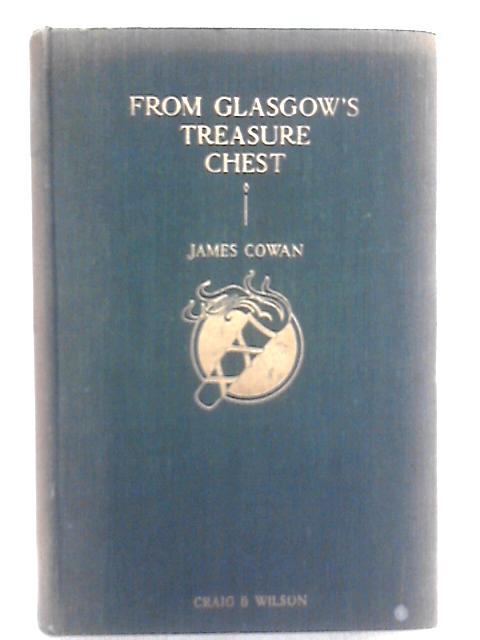 FROM GLASGOW'S
TREASURE
CHEST
JAMES COWAN
CRAIG & WILSON